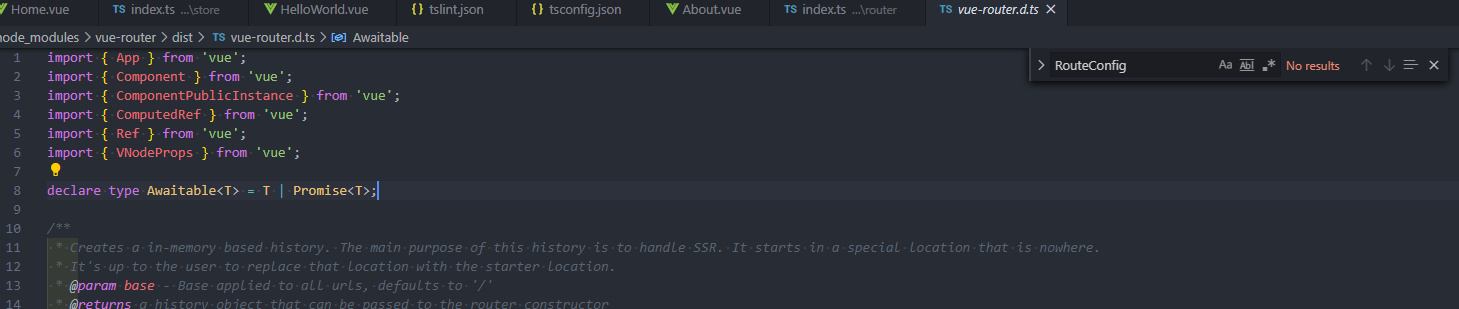 Home.vue TS index.ts ...\store HelloWorld.vue {} tslint.json {} tsconfig.json About.vue TS index.ts ...\router TS vue-router.d.ts
node_modules > vue-router > dist > TS vue-router.d.ts > Awaitable
RouteConfig Aa Abl .* No results
1 import { App } from 'vue';
2 import { Component } from 'vue';
3 import { ComponentPublicInstance } from 'vue';
4 import { ComputedRef } from 'vue';
5 import { Ref } from 'vue';
6 import { VNodeProps } from 'vue';
7
8 declare type Awaitable<T> = T | Promise<T>;
9
10 /**
11 * Creates a in-memory based history. The main purpose of this history is to handle SSR. It starts in a special location that is nowhere.
12 * It's up to the user to replace that location with the starter location.
13 * @param base - Base applied to all urls, defaults to '/'
14 * @returns a history object that can be passed to the router constructor